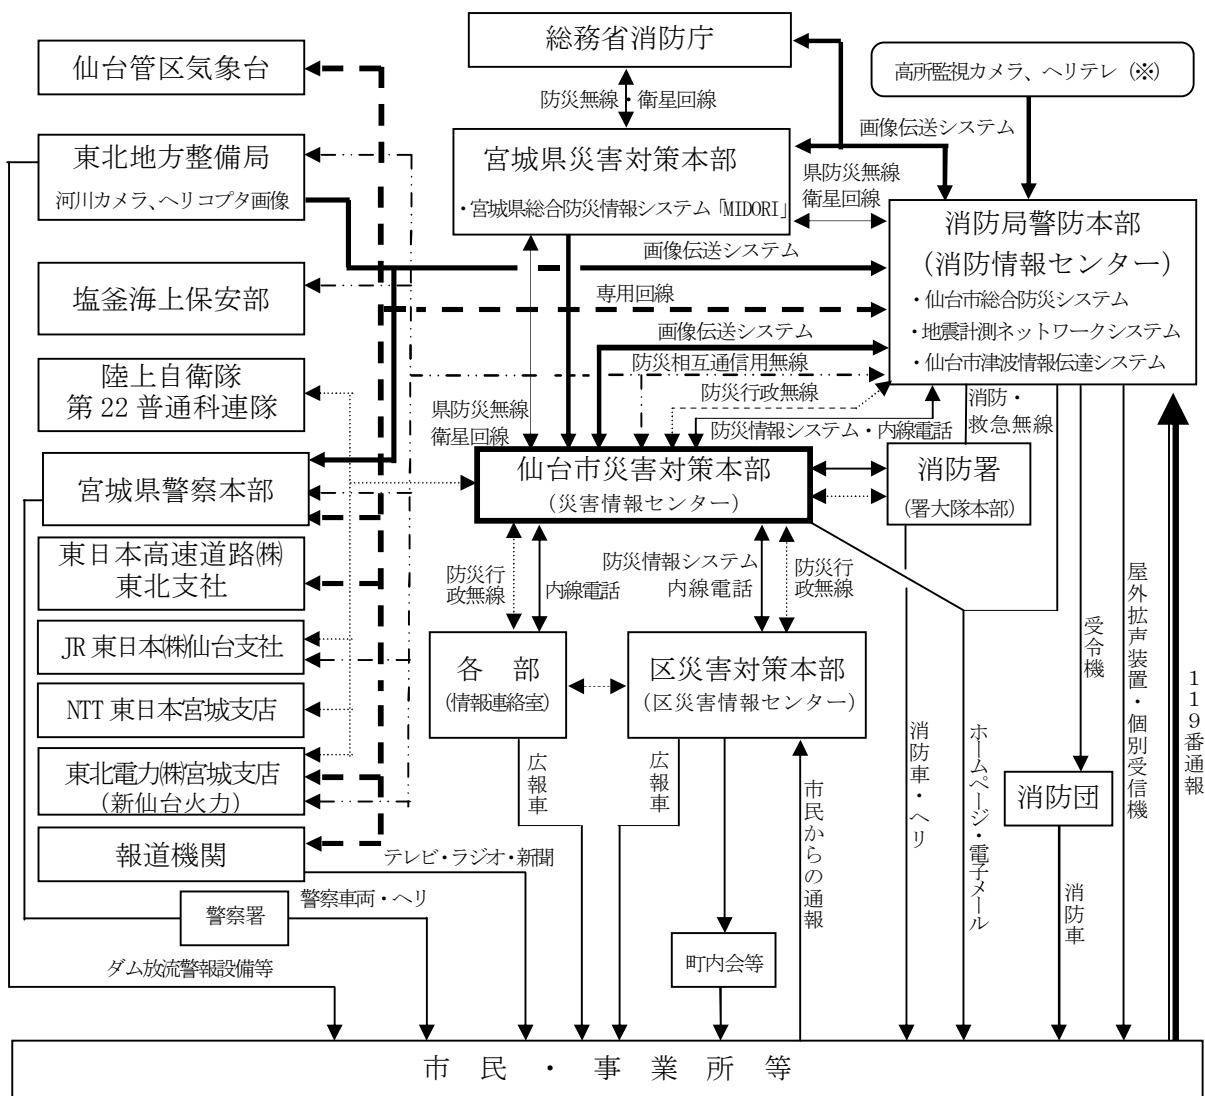 総務省消防庁
仙台管区気象台
高所監視カメラ、ヘリテレ (※)
防災無線・衛星回線
画像伝送システム
東北地方整備局
河川カメラ、ヘリコプタ画像
宮城県災害対策本部
・宮城県総合防災情報システム「MIDORI」
県防災無線
衛星回線
消防局警防本部
(消防情報センター)
・仙台市総合防災システム
・地震計測ネットワークシステム
・仙台市津波情報伝達システム
画像伝送システム
塩釜海上保安部
専用回線
画像伝送システム
防災相互通信用無線
陸上自衛隊
第22普通科連隊
防災行政無線
県防災無線
衛星回線
防災情報システム・内線電話
消防・
救急無線
宮城県警察本部
仙台市災害対策本部
(災害情報センター)
消防署
(署大隊本部)
東日本高速道路㈱
東北支社
防災行
政無線
内線電話
防災情報システム
内線電話
防災行
政無線
JR東日本㈱仙台支社
各 部
(情報連絡室)
区災害対策本部
(区災害情報センター)
受令機
屋外拡声装置・個別受信機
119番通報
NTT東日本宮城支店
東北電力㈱宮城支店
(新仙台火力)
広報車
広報車
市民からの通報
消防車・ヘリ
ホームページ・電子メール
消防団
報道機関
テレビ・ラジオ・新聞
警察署
警察車両・ヘリ
消防車
町内会等
ダム放流警報設備等
市民・事業所等